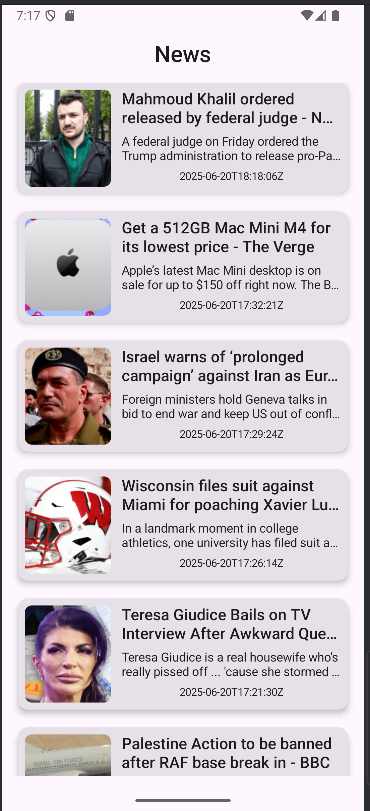 7:17
News
Mahmoud Khalil ordered
released by federal judge - N...
A federal judge on Friday ordered the
Trump administration to release pro-Pa...
2025-06-20T18:18:06Z
Get a 512GB Mac Mini M4 for
its lowest price - The Verge
Apple's latest Mac Mini desktop is on
sale for up to $150 off right now. The B...
2025-06-20T17:32:21Z
Israel warns of ‘prolonged
campaign’ against Iran as Eur...
Foreign ministers hold Geneva talks in
bid to end war and keep US out of confl...
2025-06-20T17:29:24Z
Wisconsin files suit against
Miami for poaching Xavier Lu...
In a landmark moment in college
athletics, one university has filed suit a...
2025-06-20T17:26:14Z
Teresa Giudice Bails on TV
Interview After Awkward Que...
Teresa Giudice is a real housewife who's
really pissed off ... 'cause she stormed ...
2025-06-20T17:21:30Z
ROYAL AIR FORCE
Palestine Action to be banned
after RAF base break in - BBC